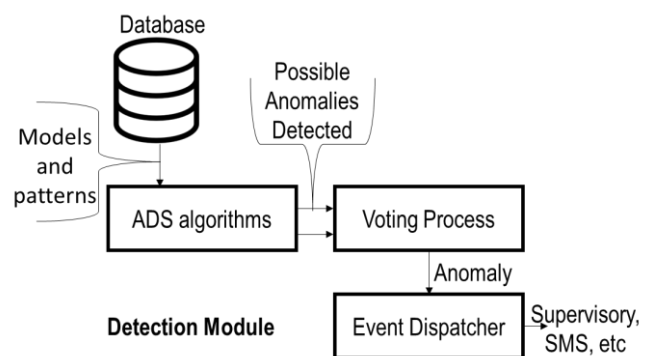 Database
Possible
Anomalies
Detected
Models
and
patterns
ADS algorithms
Voting Process
Anomaly
Detection Module
Event Dispatcher
Supervisory,
SMS, etc